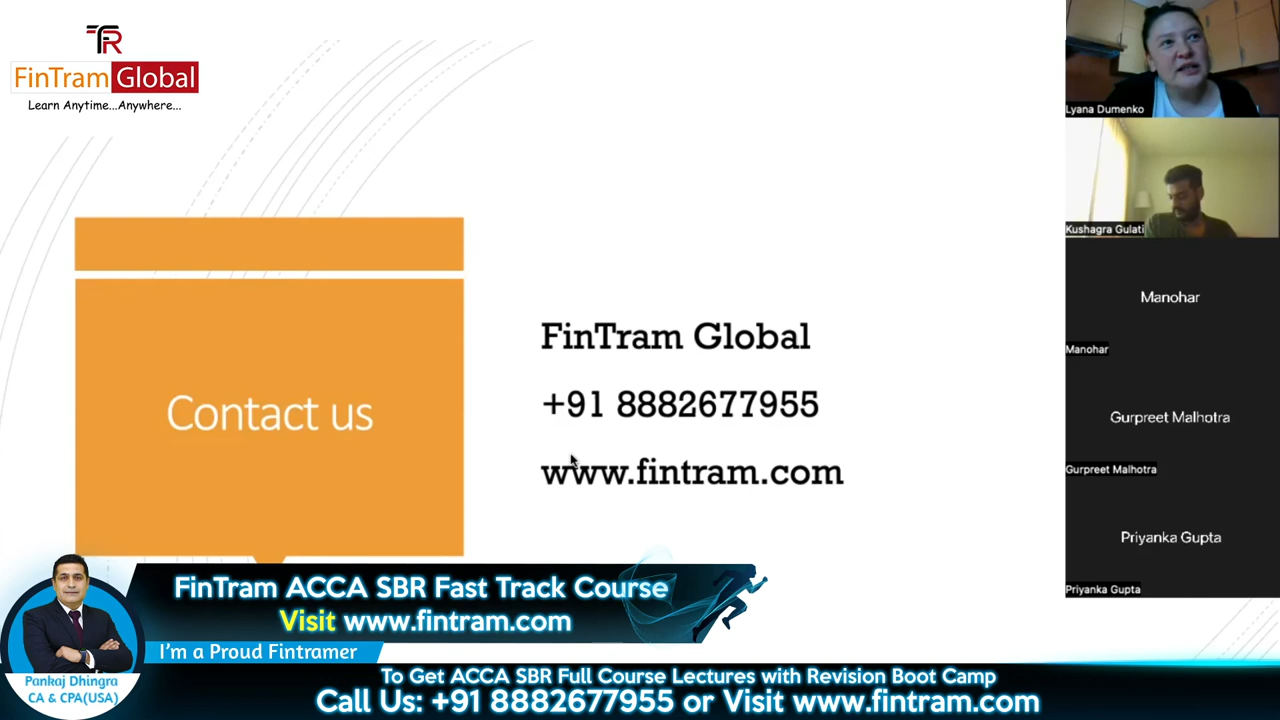 TR
FinTram Global
Learn Anytime...Anywhere...
Contact us
FinTram Global
+91 8882677955
www.fintram.com
Lyana Dumenko
Kushagra Gulati
Manohar
Manohar
Gurpreet Malhotra
Gurpreet Malhotra
Priyanka Gupta
Priyanka Gupta
FinTram ACCA SBR Fast Track Course
Visit www.fintram.com
I'm a Proud Fintramer
Pankaj Dhingra
CA & CPA(USA)
To Get ACCA SBR Full Course Lectures with Revision Boot Camp
Call Us: +91 8882677955 or Visit www.fintram.com